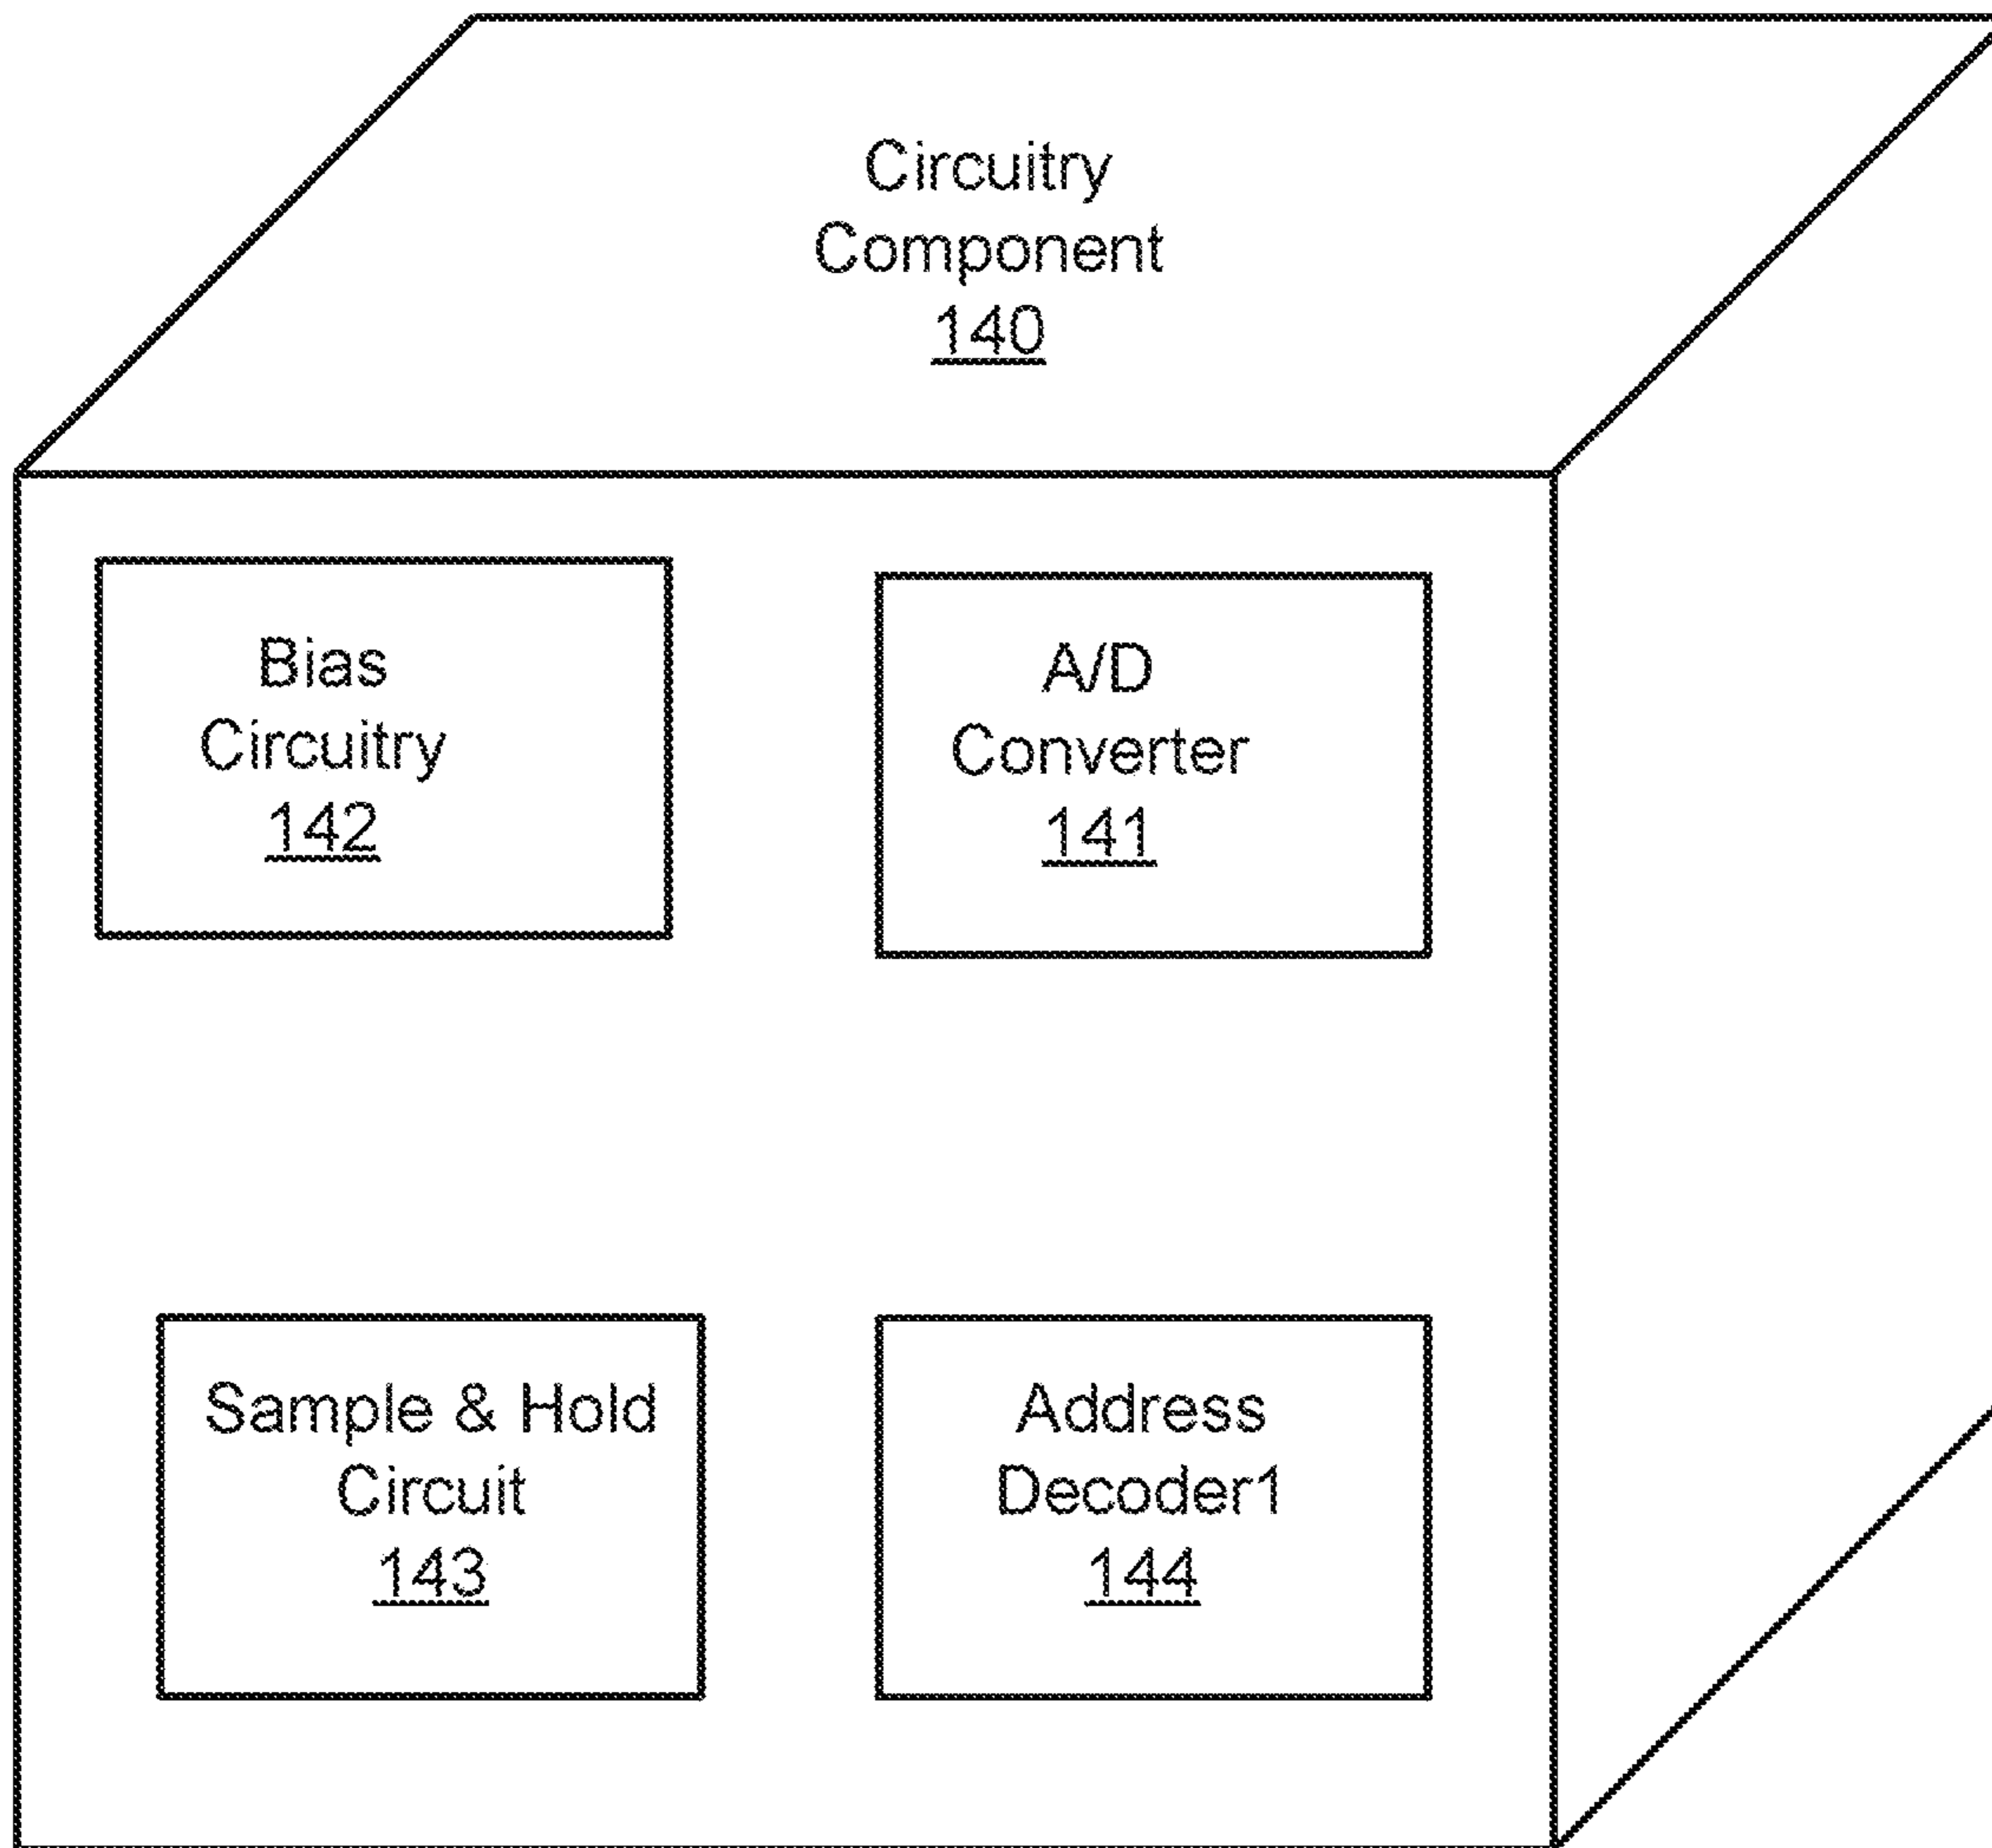 Circuitry
Component
140
Bias
Circuitry
142
A/D
Converter
141
Sample & Hold
Circuit
143
Address
Decoder1
144